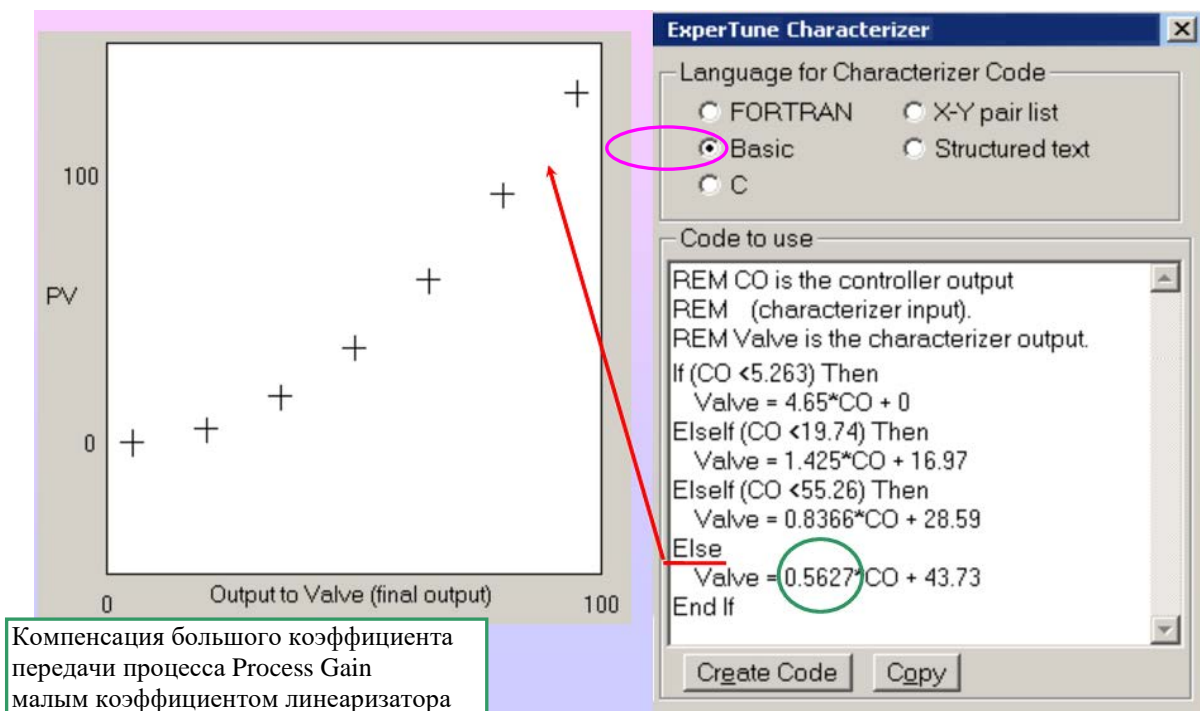 100
PV
0
0
Output to Valve (final output)
100
Компенсация большого коэффициента
передачи процесса Process Gain
малым коэффициентом линеаризатора
ExperTune Characterizer
Language for Characterizer Code
FORTRAN
X-Y pair list
Basic
Structured text
C
Code to use
REM CO is the controller output
REM (characterizer input).
REM Valve is the characterizer output.
If (CO <5.263) Then
Valve = 4.65*CO + 0
ElseIf (CO <19.74) Then
Valve = 1.425*CO + 16.97
ElseIf (CO <55.26) Then
Valve = 0.8366*CO + 28.59
Else
Valve = 0.5627*CO + 43.73
End If
Create Code
Copy